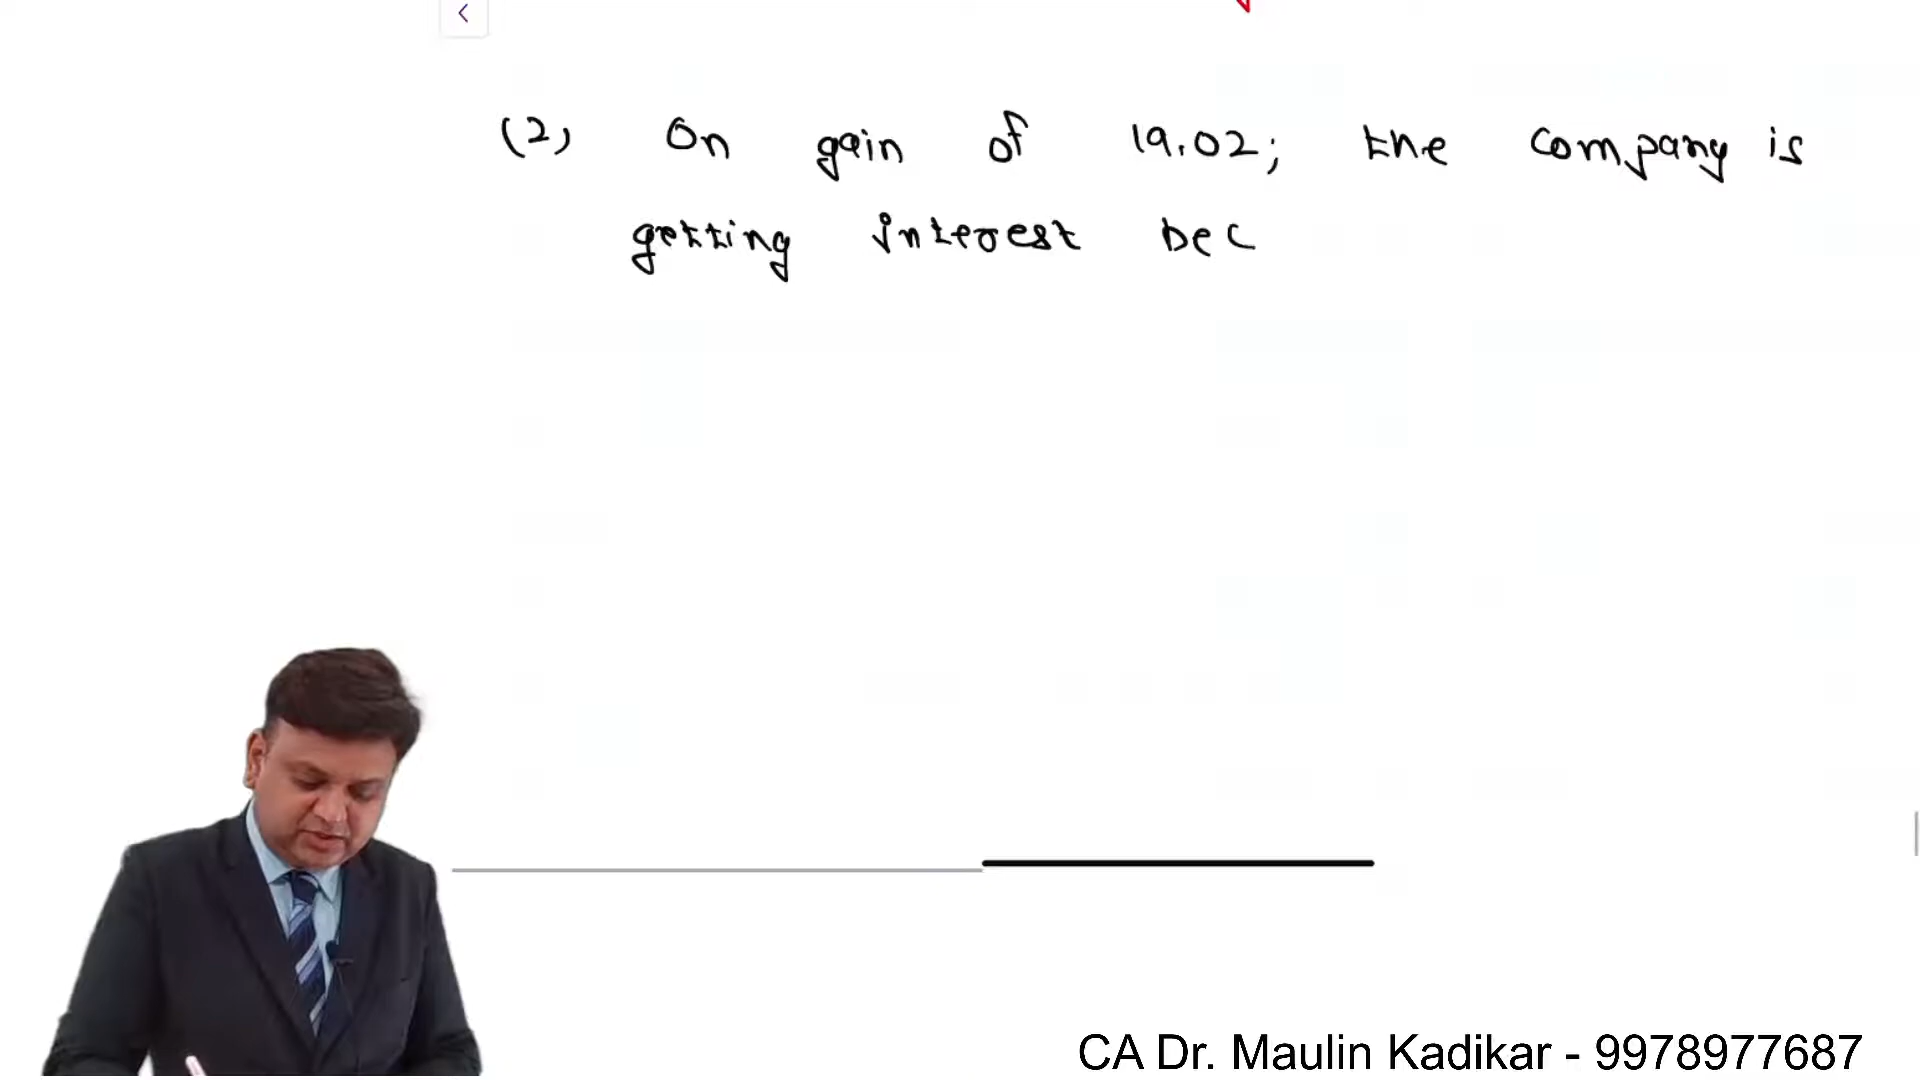 (2) On gain of 19.02; the company is
getting interest bec
CA Dr. Maulin Kadikar - 9978977687